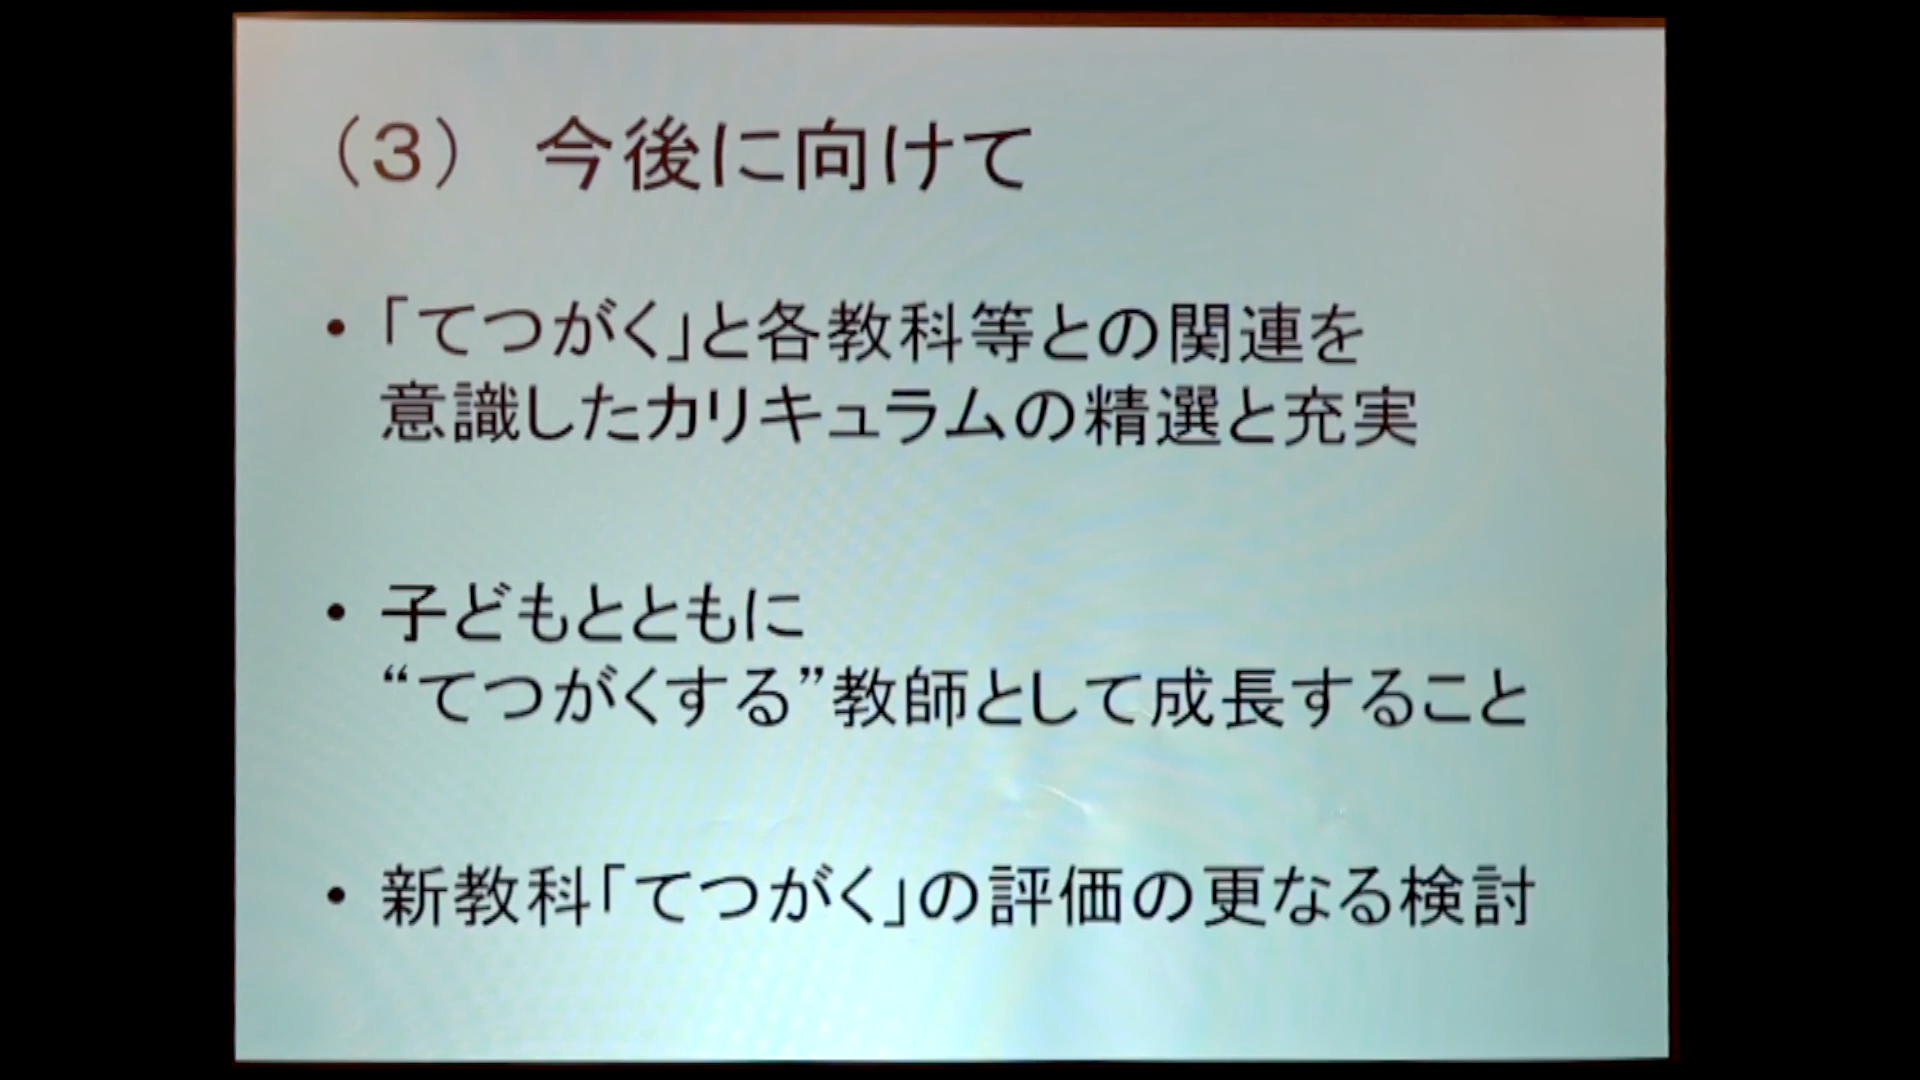 （３）　今後に向けて
・「てつがく」と各教科等との関連を
意識したカリキュラムの精選と充実
・子どもとともに
“てつがくする”教師として成長すること
・新教科「てつがく」の評価の更なる検討